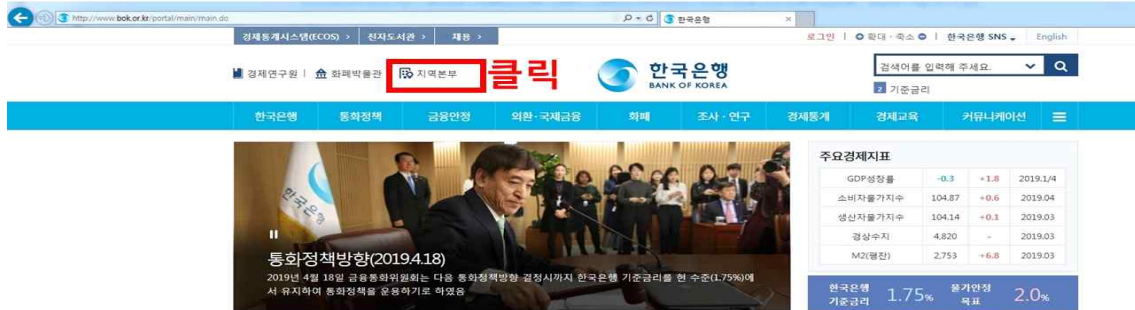 http://www.bok.or.kr/portal/main/main.do
한국은행
경제통계시스템(ECOS) > 전자도서관 > 채용 >
로그인 확대 · 축소 한국은행 SNS English
경제연구원 화폐박물관 지역본부 클릭
한국은행
BANK OF KOREA
검색어를 입력해 주세요.
2 기준금리
한국은행 통화정책 금융안정 외환·국제금융 화폐 조사·연구 경제통계 경제교육 커뮤니케이션
한국은행
주요경제지표
GDP성장률 -0.3 +1.8 2019.1/4
소비자물가지수 104.87 +0.6 2019.04
생산자물가지수 104.14 +0.1 2019.03
경상수지 4,820 - 2019.03
M2(평잔) 2,753 +6.8 2019.03
통화정책방향(2019.4.18)
2019년 4월 18일 금융통화위원회는 다음 통화정책방향 결정시까지 한국은행 기준금리를 현 수준(1.75%)에
서 유지하여 통화정책을 운용하기로 하였음
한국은행 기준금리 1.75% 물가안정 목표 2.0%